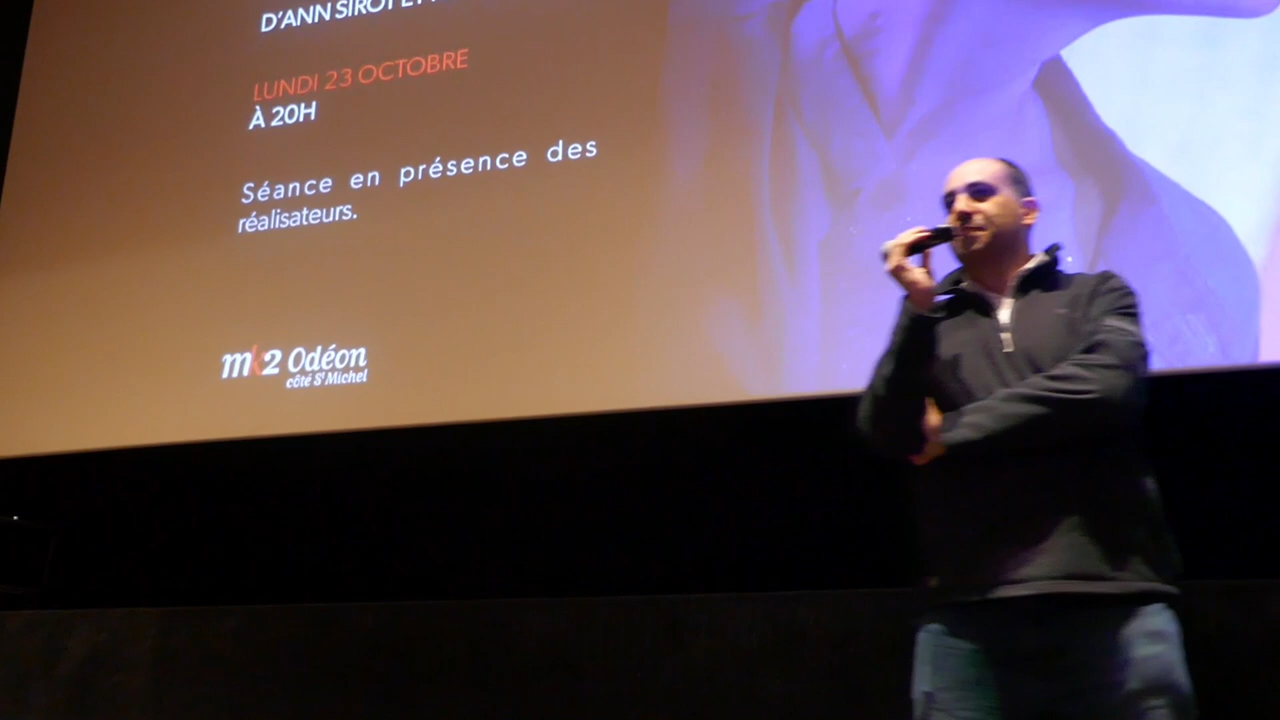 D'ANN SIROT E
LUNDI 23 OCTOBRE
À 20H
Séance en présence des
réalisateurs.
mk2 Odéon
côté St Michel